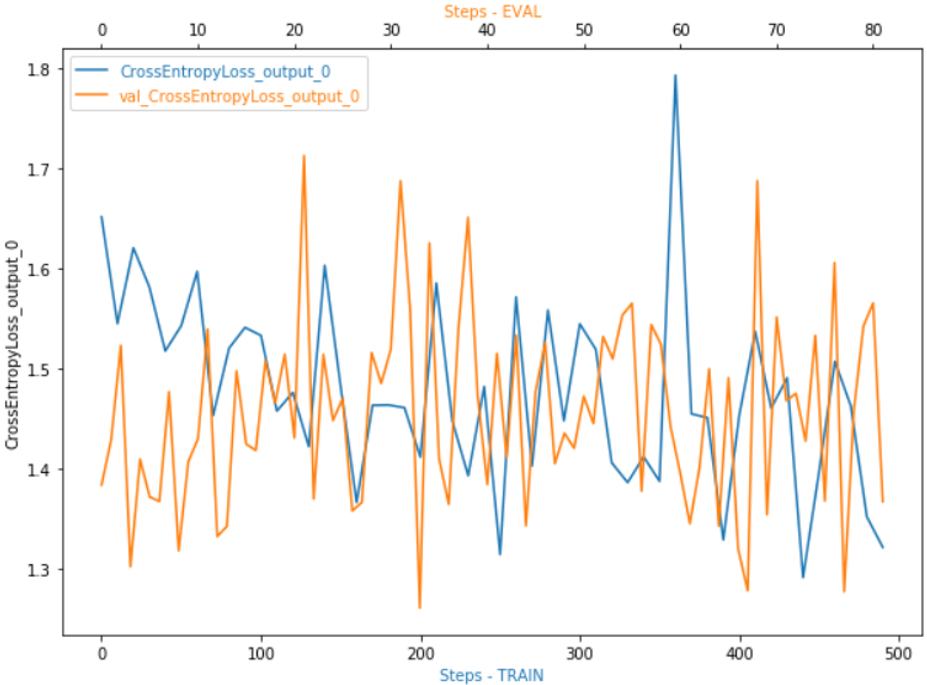 Steps - EVAL
0 10 20 30 40 50 60 70 80
CrossEntropyLoss_output_0
val_CrossEntropyLoss_output_0
CrossEntropyLoss_output_0
1.8
1.7
1.6
1.5
1.4
1.3
0 100 200 300 400 500
Steps - TRAIN